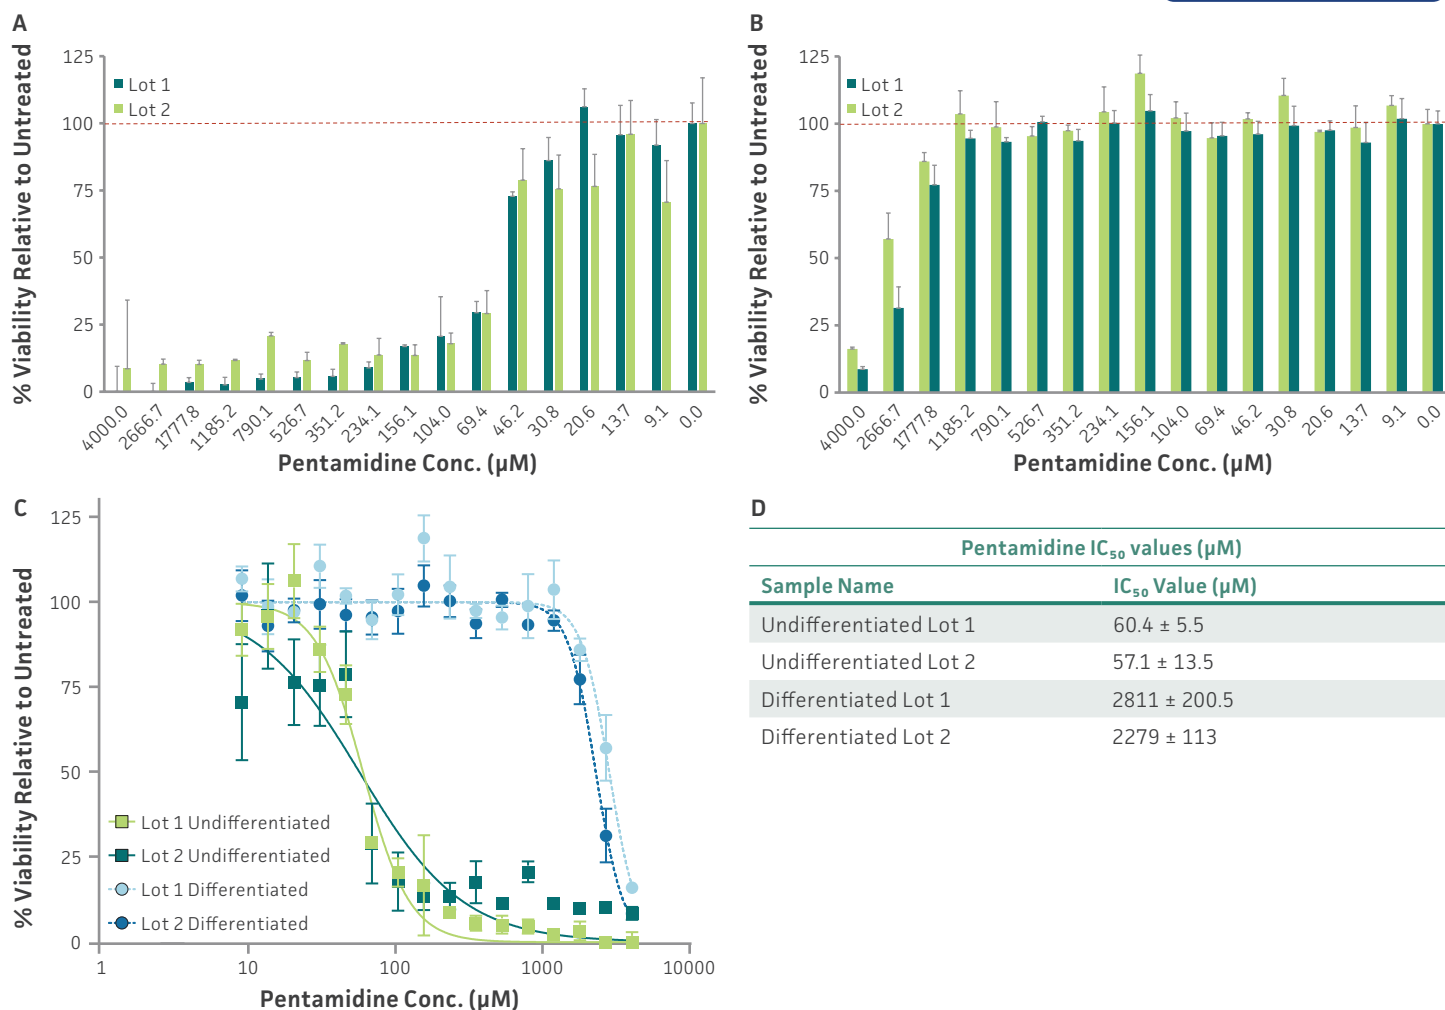 A
% Viability Relative to Untreated
125
100
75
50
25
0
Lot 1
Lot 2
4000.0
2666.7
1777.8
1185.2
790.1
526.7
351.2
234.1
156.1
104.0
69.4
46.2
30.8
20.6
13.7
9.1
0.0
Pentamidine Conc. (µM)
B
% Viability Relative to Untreated
125
100
75
50
25
0
Lot 1
Lot 2
4000.0
2666.7
1777.8
1185.2
790.1
526.7
351.2
234.1
156.1
104.0
69.4
46.2
30.8
20.6
13.7
9.1
0.0
Pentamidine Conc. (µM)
C
% Viability Relative to Untreated
125
100
75
50
25
0
Lot 1 Undifferentiated
Lot 2 Undifferentiated
Lot 1 Differentiated
Lot 2 Differentiated
1 10 100 1000 10000
Pentamidine Conc. (µM)
D
Pentamidine IC₅₀ values (µM)
Sample Name IC₅₀ Value (µM)
Undifferentiated Lot 1 60.4 ± 5.5
Undifferentiated Lot 2 57.1 ± 13.5
Differentiated Lot 1 2811 ± 200.5
Differentiated Lot 2 2279 ± 113